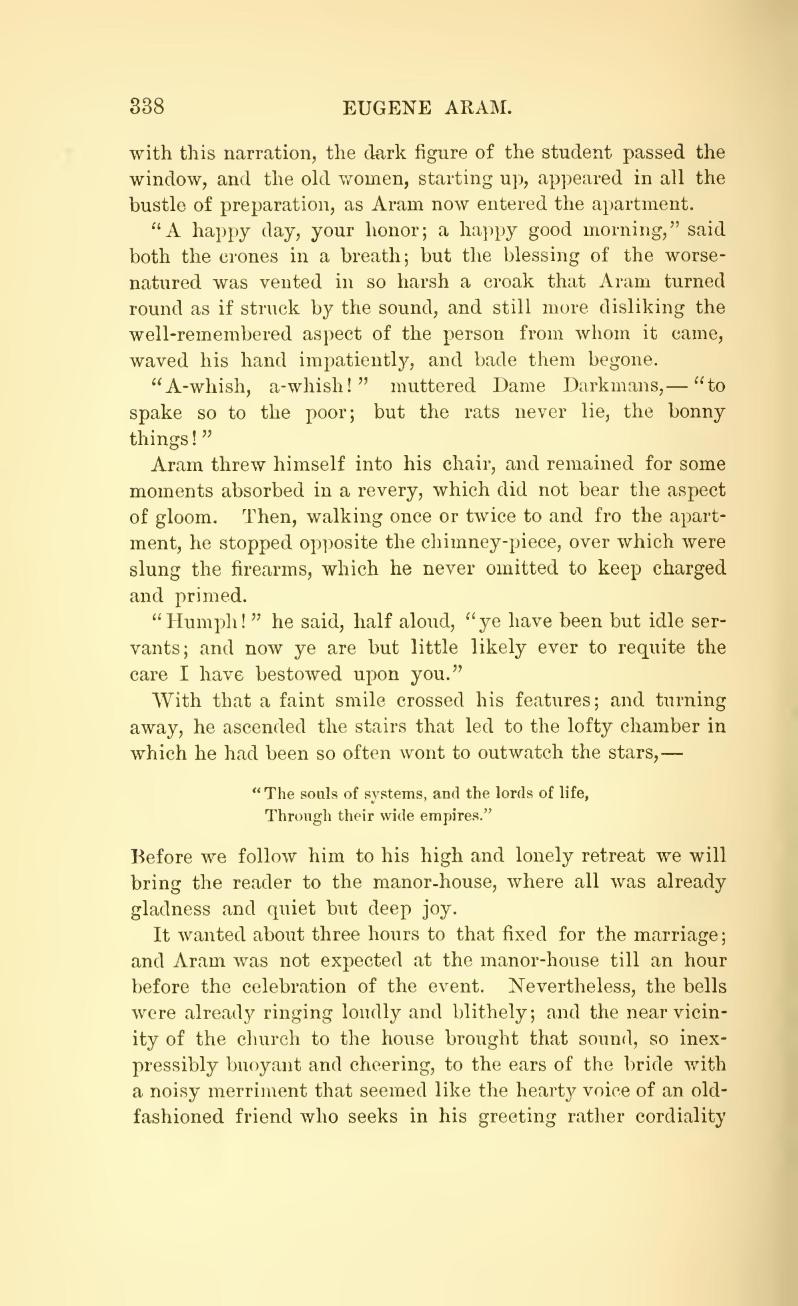 338 EUGENE ARAM.
with this narration, the dark figure of the student passed the
window, and the old women, starting up, appeared in all the
bustle of preparation, as Aram now entered the apartment.
"A happy day, your honor; a happy good morning," said
both the crones in a breath; but the blessing of the worse-
natured was vented in so harsh a croak that Aram turned
round as if struck by the sound, and still more disliking the
well-remembered aspect of the person from whom it came,
waved his hand impatiently, and bade them begone.
"A-whish, a-whish!" muttered Dame Darkmans,—"to
spake so to the poor; but the rats never lie, the bonny
things!"
Aram threw himself into his chair, and remained for some
moments absorbed in a revery, which did not bear the aspect
of gloom. Then, walking once or twice to and fro the apart-
ment, he stopped opposite the chimney-piece, over which were
slung the firearms, which he never omitted to keep charged
and primed.
"Humph!" he said, half aloud, "ye have been but idle ser-
vants; and now ye are but little likely ever to requite the
care I have bestowed upon you."
With that a faint smile crossed his features; and turning
away, he ascended the stairs that led to the lofty chamber in
which he had been so often wont to outwatch the stars,—
"The souls of systems, and the lords of life,
Through their wide empires."
Before we follow him to his high and lonely retreat we will
bring the reader to the manor-house, where all was already
gladness and quiet but deep joy.
It wanted about three hours to that fixed for the marriage;
and Aram was not expected at the manor-house till an hour
before the celebration of the event. Nevertheless, the bells
were already ringing loudly and blithely; and the near vicin-
ity of the church to the house brought that sound, so inex-
pressibly buoyant and cheering, to the ears of the bride with
a noisy merriment that seemed like the hearty voice of an old-
fashioned friend who seeks in his greeting rather cordiality